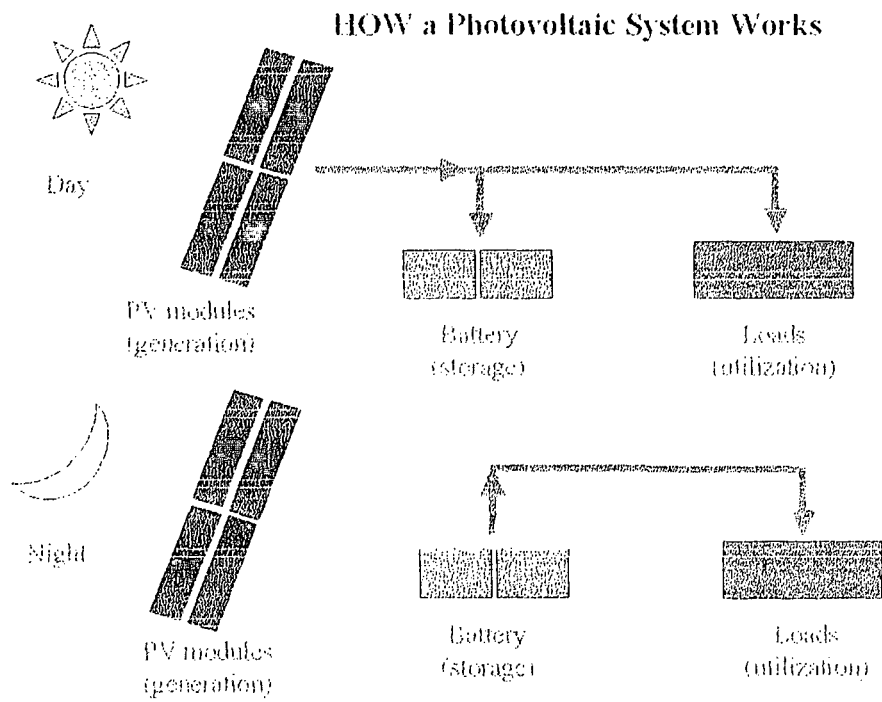 HOW a Photovoltaic System Works
Day
PV modules
(generation)
Battery
(storage)
Loads
(utilization)
Night
PV modules
(generation)
Battery
(storage)
Loads
(utilization)